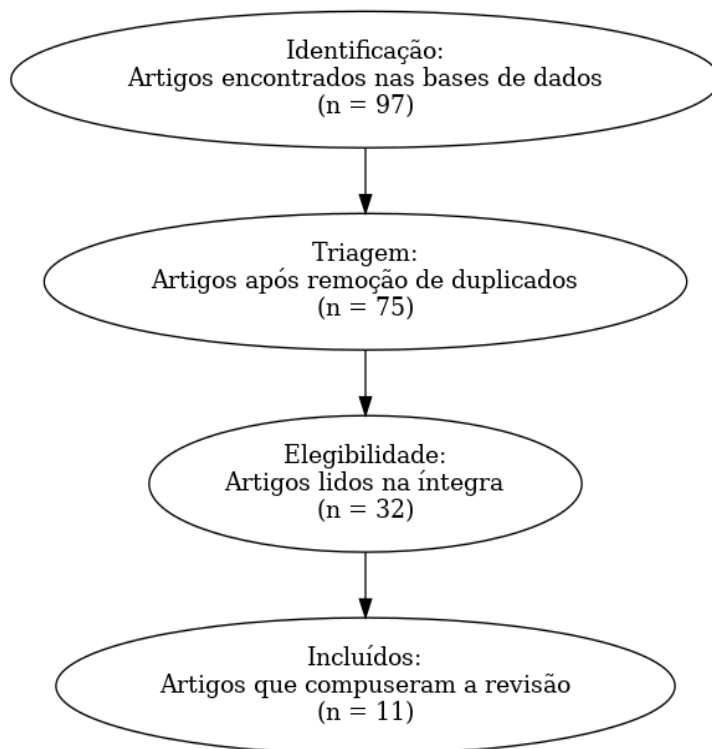 Identificação:
Artigos encontrados nas bases de dados
(n = 97)
Triagem:
Artigos após remoção de duplicados
(n = 75)
Elegibilidade:
Artigos lidos na íntegra
(n = 32)
Incluídos:
Artigos que compuseram a revisão
(n = 11)